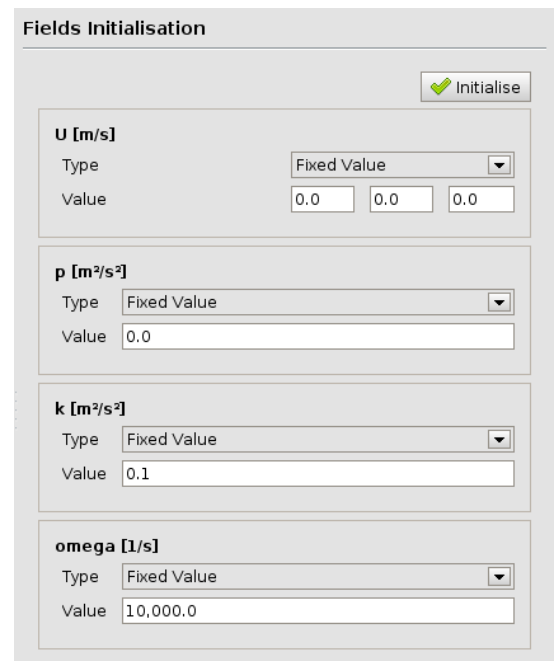 Fields Initialisation
Initialise
U [m/s]
Type Fixed Value
Value 0.0 0.0 0.0
p [m²/s²]
Type Fixed Value
Value 0.0
k [m²/s²]
Type Fixed Value
Value 0.1
omega [1/s]
Type Fixed Value
Value 10,000.0